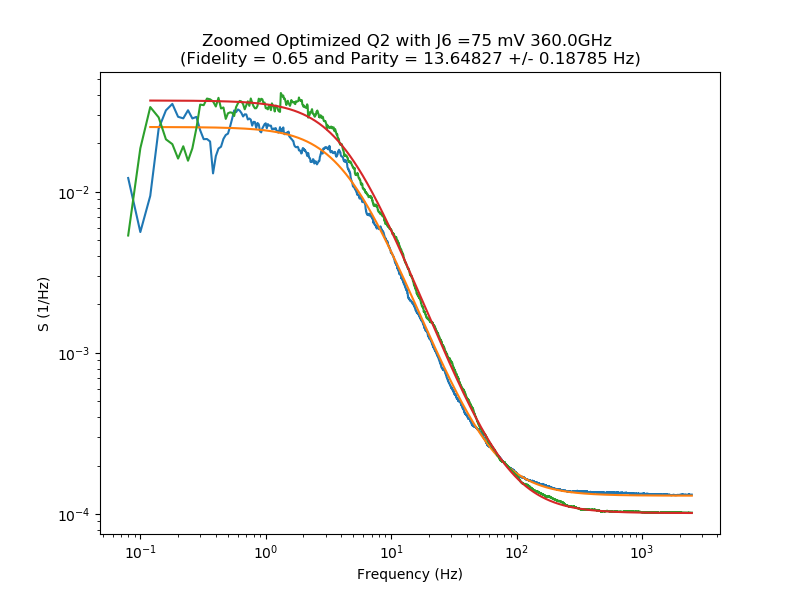 Zoomed Optimized Q2 with J6 =75 mV 360.0GHz
(Fidelity = 0.65 and Parity = 13.64827 +/- 0.18785 Hz)
S (1/Hz)
10⁻²
10⁻³
10⁻⁴
10⁻¹ 10⁰ 10¹ 10² 10³
Frequency (Hz)